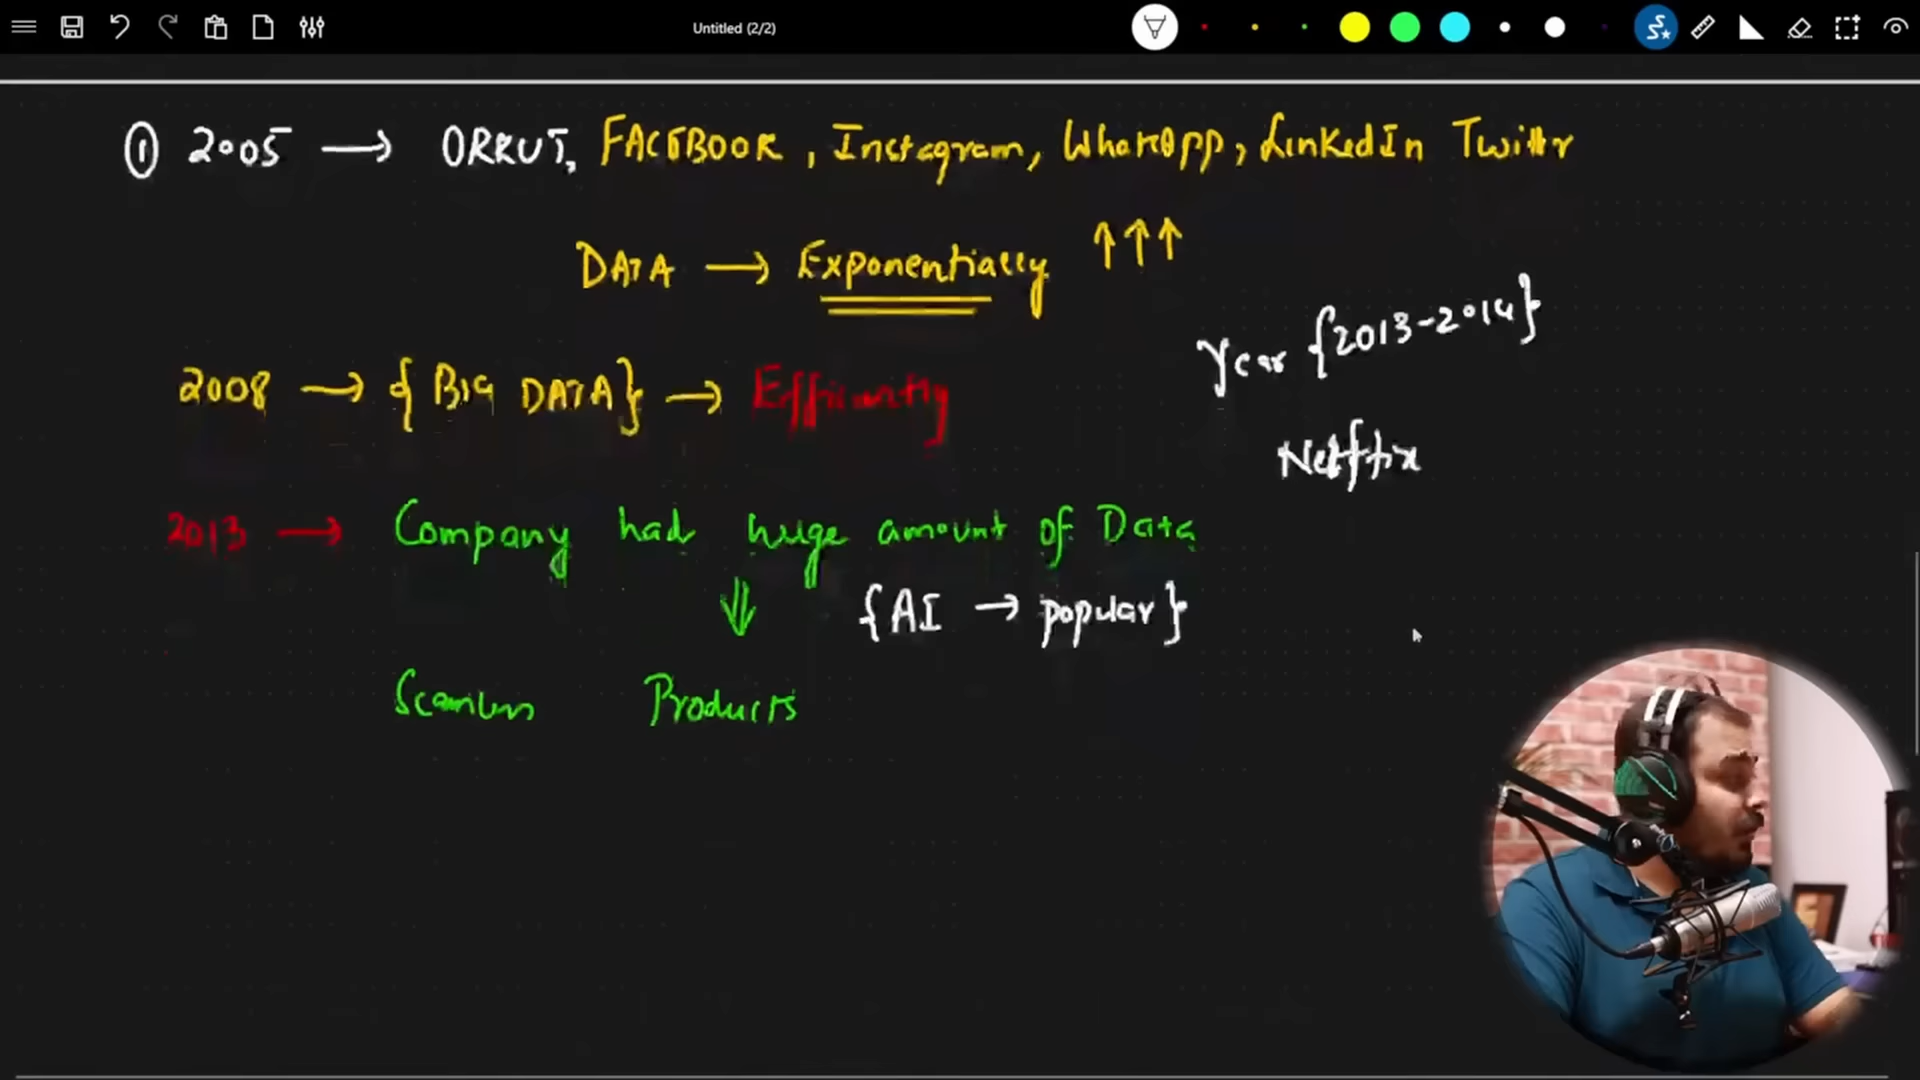 Untitled (2/2)
① 2005 → ORKUT, FACEBOOK, Instagram, WhatsApp, LinkedIn Twitter
DATA → Exponentially ↑↑↑
Year {2013-2014}
2008 → {BIG DATA} → Efficiently
Netflix
2013 → Company had huge amount of Data
⇓ {AI → popular}
Products